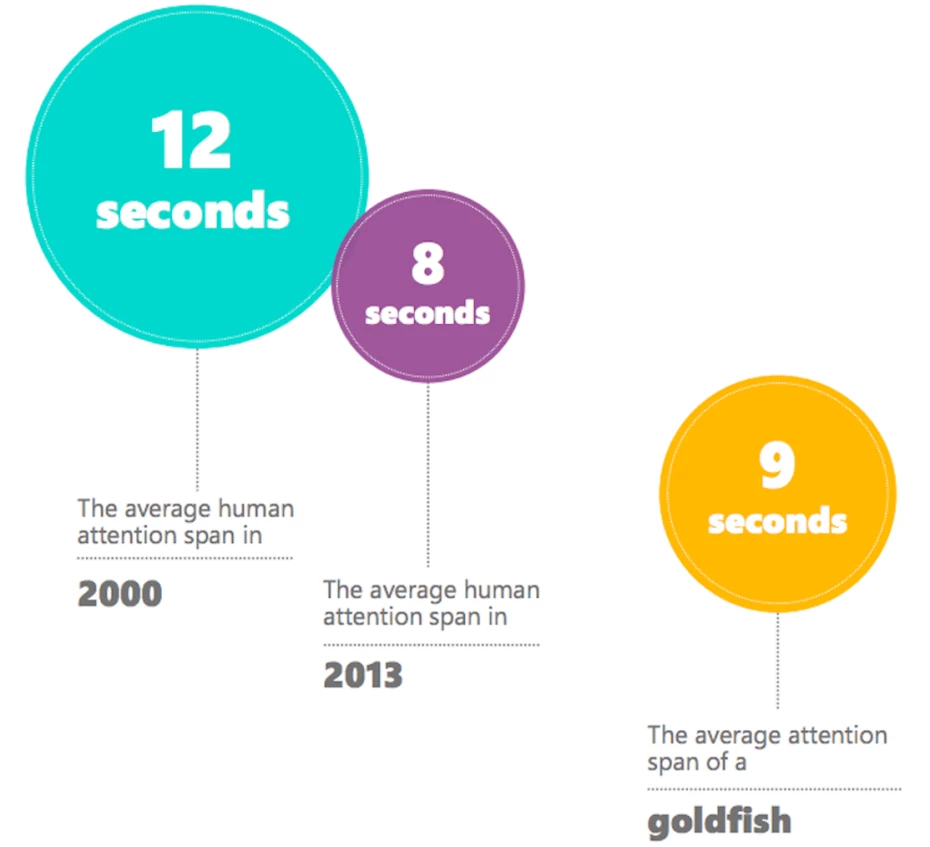 12
seconds
The average human
attention span in
2000
8
seconds
The average human
attention span in
2013
9
seconds
The average attention
span of a
goldfish